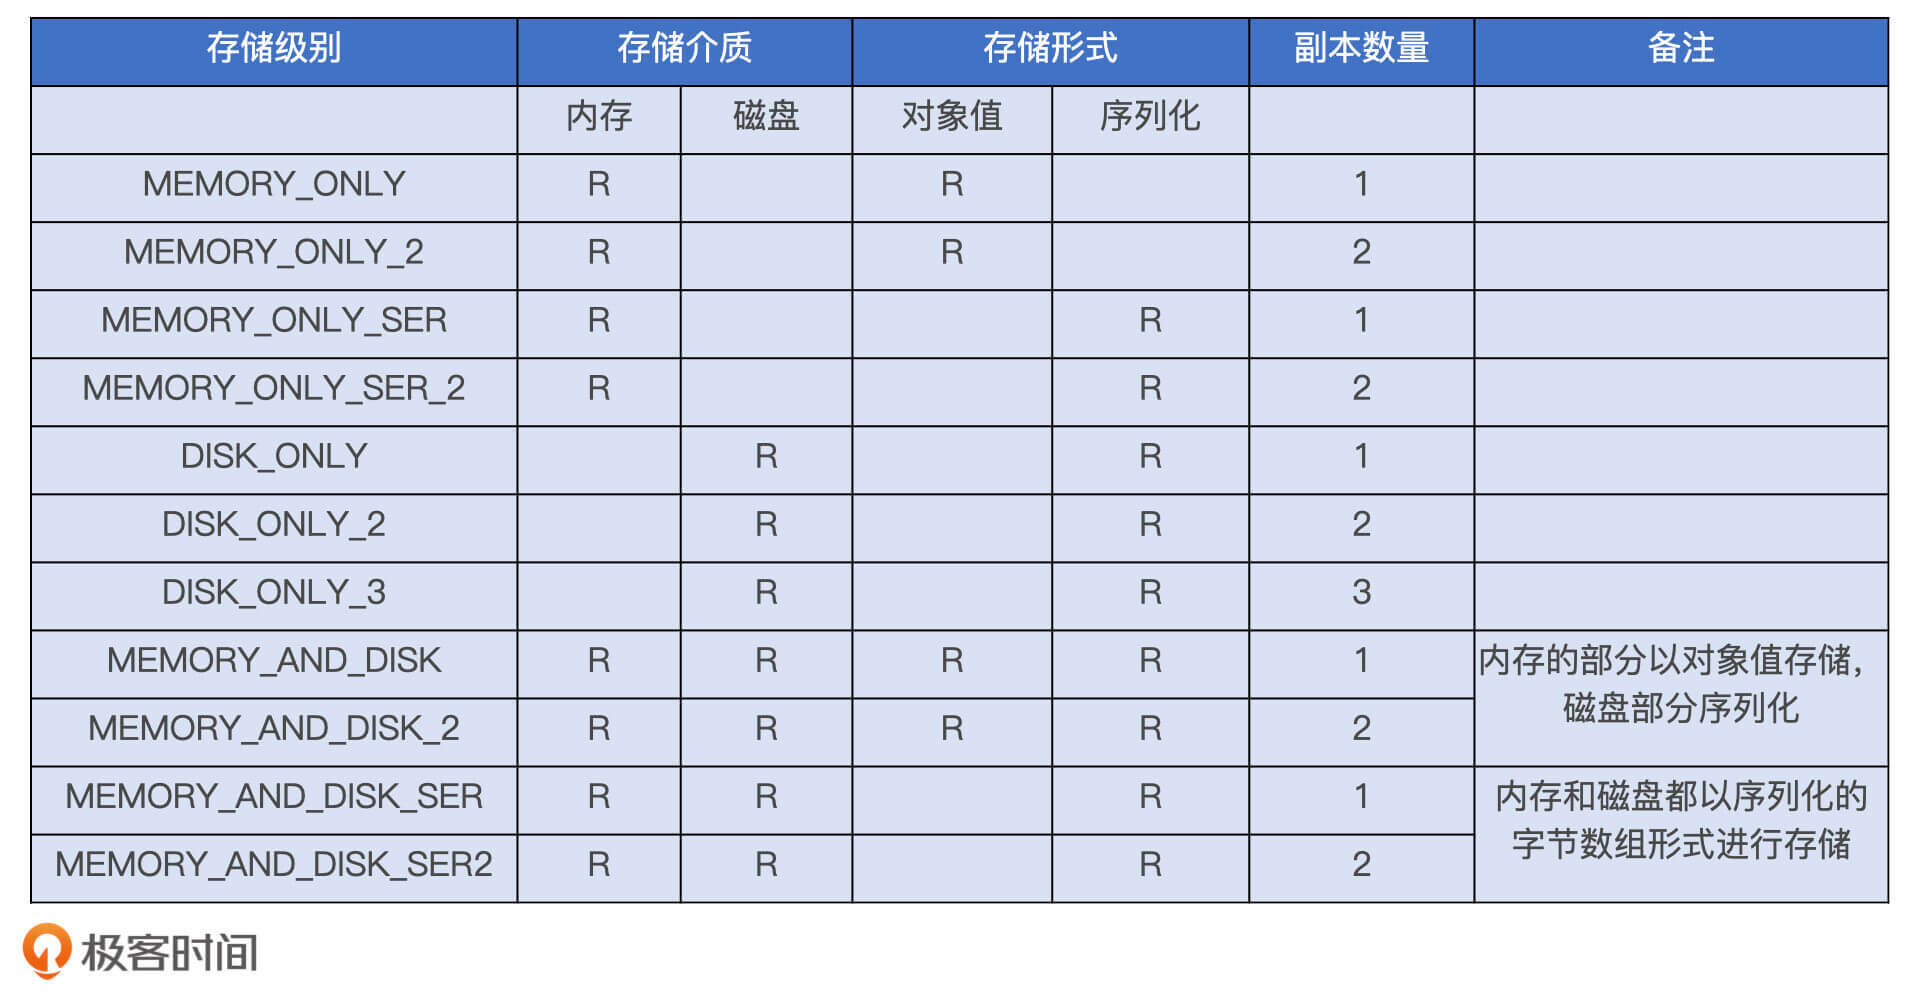 存储级别 存储介质 存储形式 副本数量 备注
内存 磁盘 对象值 序列化
MEMORY_ONLY R R 1
MEMORY_ONLY_2 R R 2
MEMORY_ONLY_SER R R 1
MEMORY_ONLY_SER_2 R R 2
DISK_ONLY R R 1
DISK_ONLY_2 R R 2
DISK_ONLY_3 R R 3
MEMORY_AND_DISK R R R R 1
内存的部分以对象值存储,
磁盘部分序列化
MEMORY_AND_DISK_2 R R R R 2
MEMORY_AND_DISK_SER R R R 1
内存和磁盘都以序列化的
字节数组形式进行存储
MEMORY_AND_DISK_SER2 R R R 2
极客时间